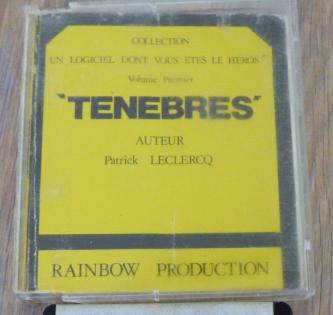 COLLECTION
UN LOGICIEL DONT VOUS ETES LE HEROS"
Volume Premier
'TENEBRES'
AUTEUR
Patrick LECLERCQ
RAINBOW PRODUCTION